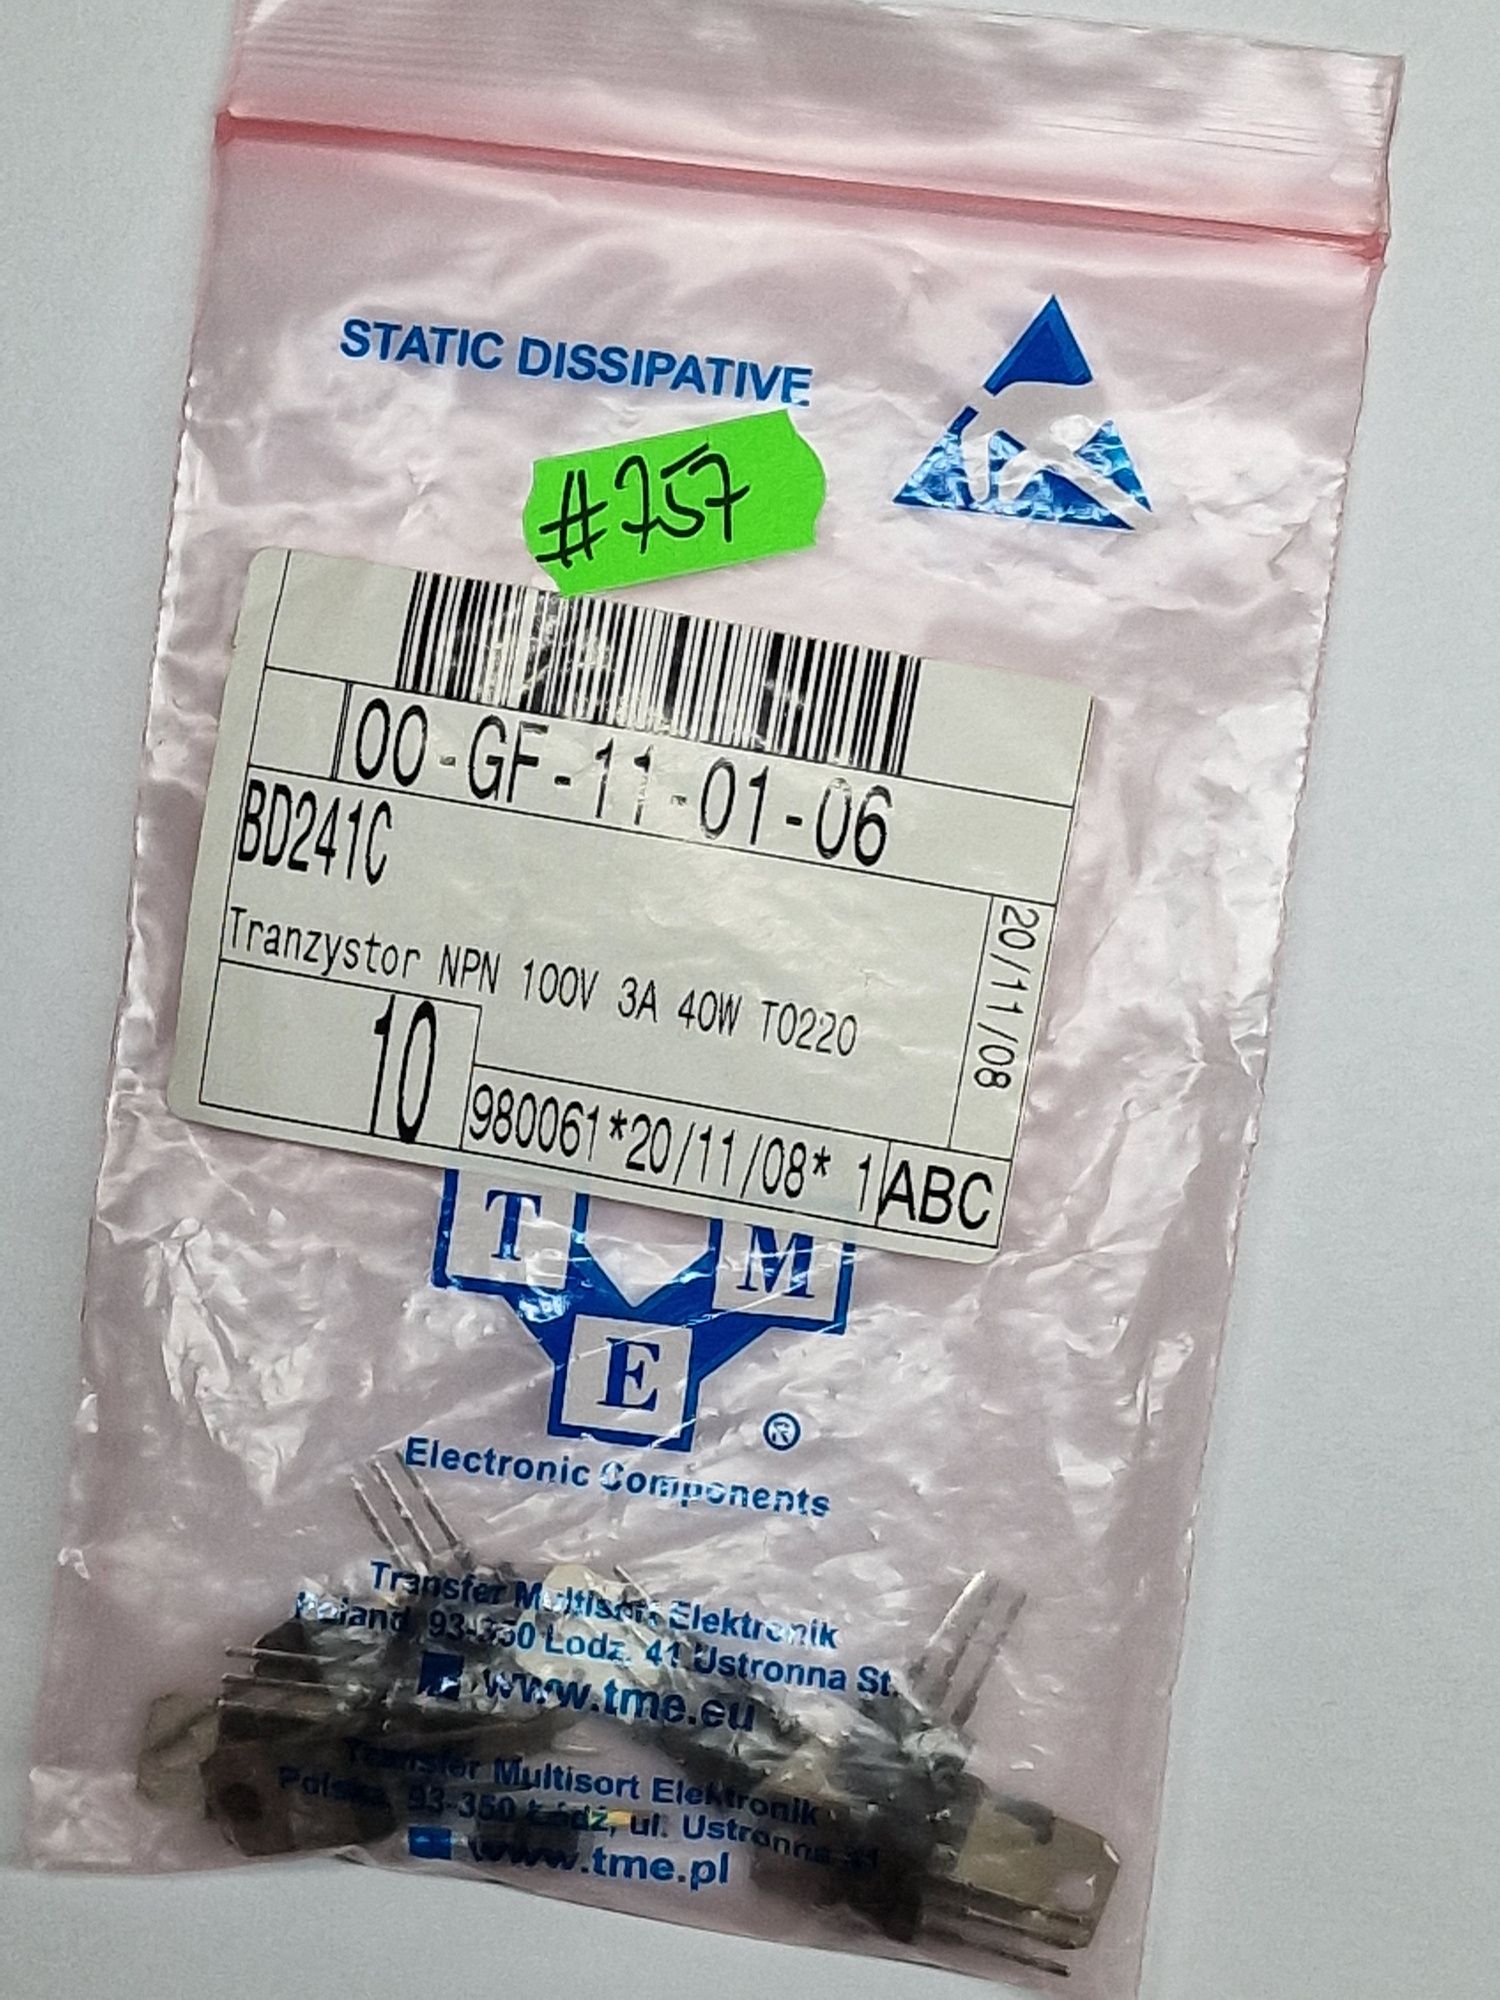 STATIC DISSIPATIVE
#757
00-GF-11-01-06
BD241C
20/11/08
Tranzystor NPN 100V 3A 40W TO220
10
980061*20/11/08* 1
ABC
T M
E
®
Electronic Components
Transfer Multisort Elektronik
Poland, 93-350 Lodz, 41 Ustronna St.
www.tme.eu
Transfer Multisort Elektronik
Polska, 93-350 Łódź, ul. Ustronna 41
www.tme.pl